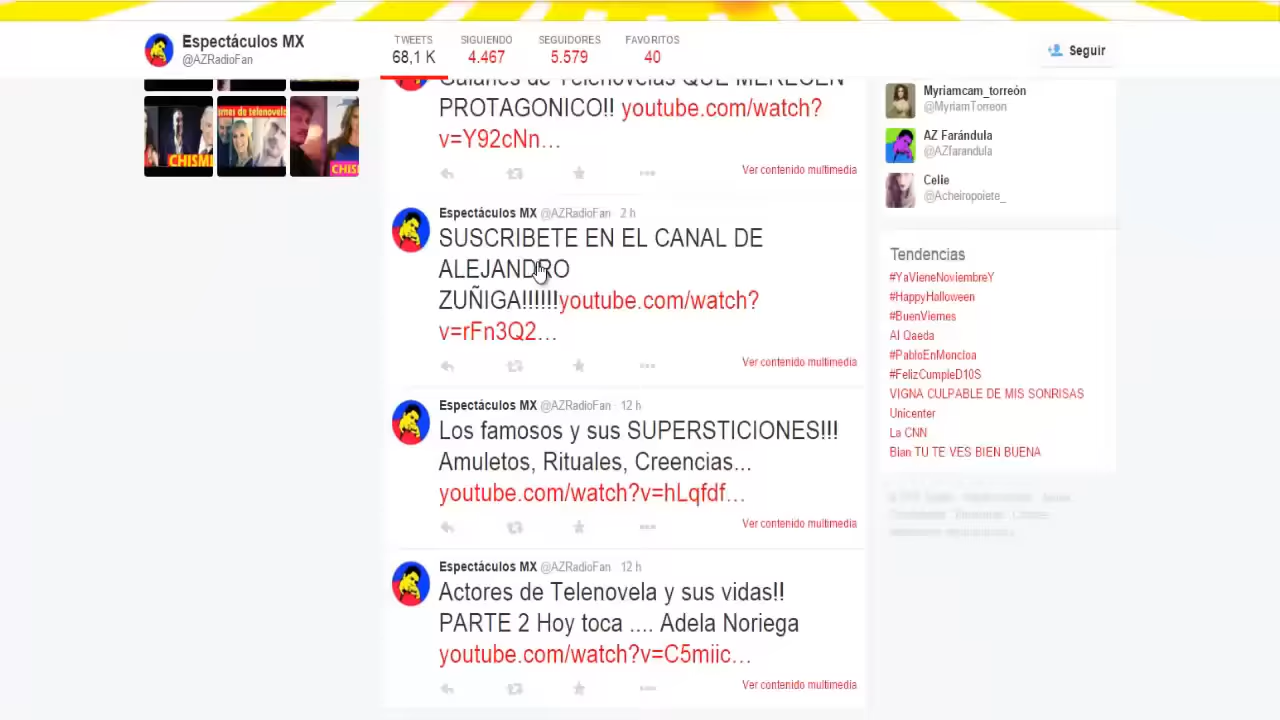 Espectáculos MX
@AZRadioFan
TWEETS
68,1 K
SIGUIENDO
4.467
SEGUIDORES
5.579
FAVORITOS
40
Seguir
CHISM
mes de telenovela
CHIS
Galanes de Telenovelas QUE MERECEN
PROTAGONICO!! youtube.com/watch?
v=Y92cNn…
Ver contenido multimedia
Espectáculos MX @AZRadioFan 2 h
SUSCRIBETE EN EL CANAL DE
ALEJANDRO
ZUÑIGA!!!!!!youtube.com/watch?
v=rFn3Q2…
Ver contenido multimedia
Espectáculos MX @AZRadioFan · 12 h
Los famosos y sus SUPERSTICIONES!!!
Amuletos, Rituales, Creencias...
youtube.com/watch?v=hLqfdf…
Ver contenido multimedia
Espectáculos MX @AZRadioFan · 12 h
Actores de Telenovela y sus vidas!!
PARTE 2 Hoy toca .... Adela Noriega
youtube.com/watch?v=C5miic…
Ver contenido multimedia
Myriamcam_torreón
@MyriamTorreon
AZ Farándula
@AZfarandula
Celie
@Acheiropoiete_
Tendencias
#YaVieneNoviembreY
#HappyHalloween
#BuenViernes
Al Qaeda
#PabloEnMoncloa
#FelizCumpleD10S
VIGNA CULPABLE DE MIS SONRISAS
Unicenter
La CNN
Bian TU TE VES BIEN BUENA